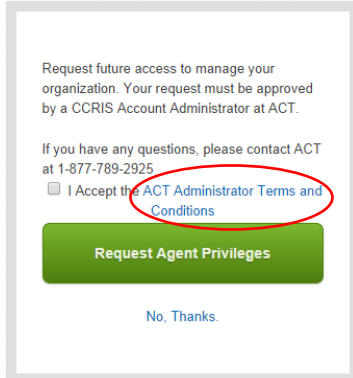 Request future access to manage your
organization. Your request must be approved
by a CCRIS Account Administrator at ACT.
If you have any questions, please contact ACT
at 1-877-789-2925
I Accept the ACT Administrator Terms and
Conditions
Request Agent Privileges
No, Thanks.